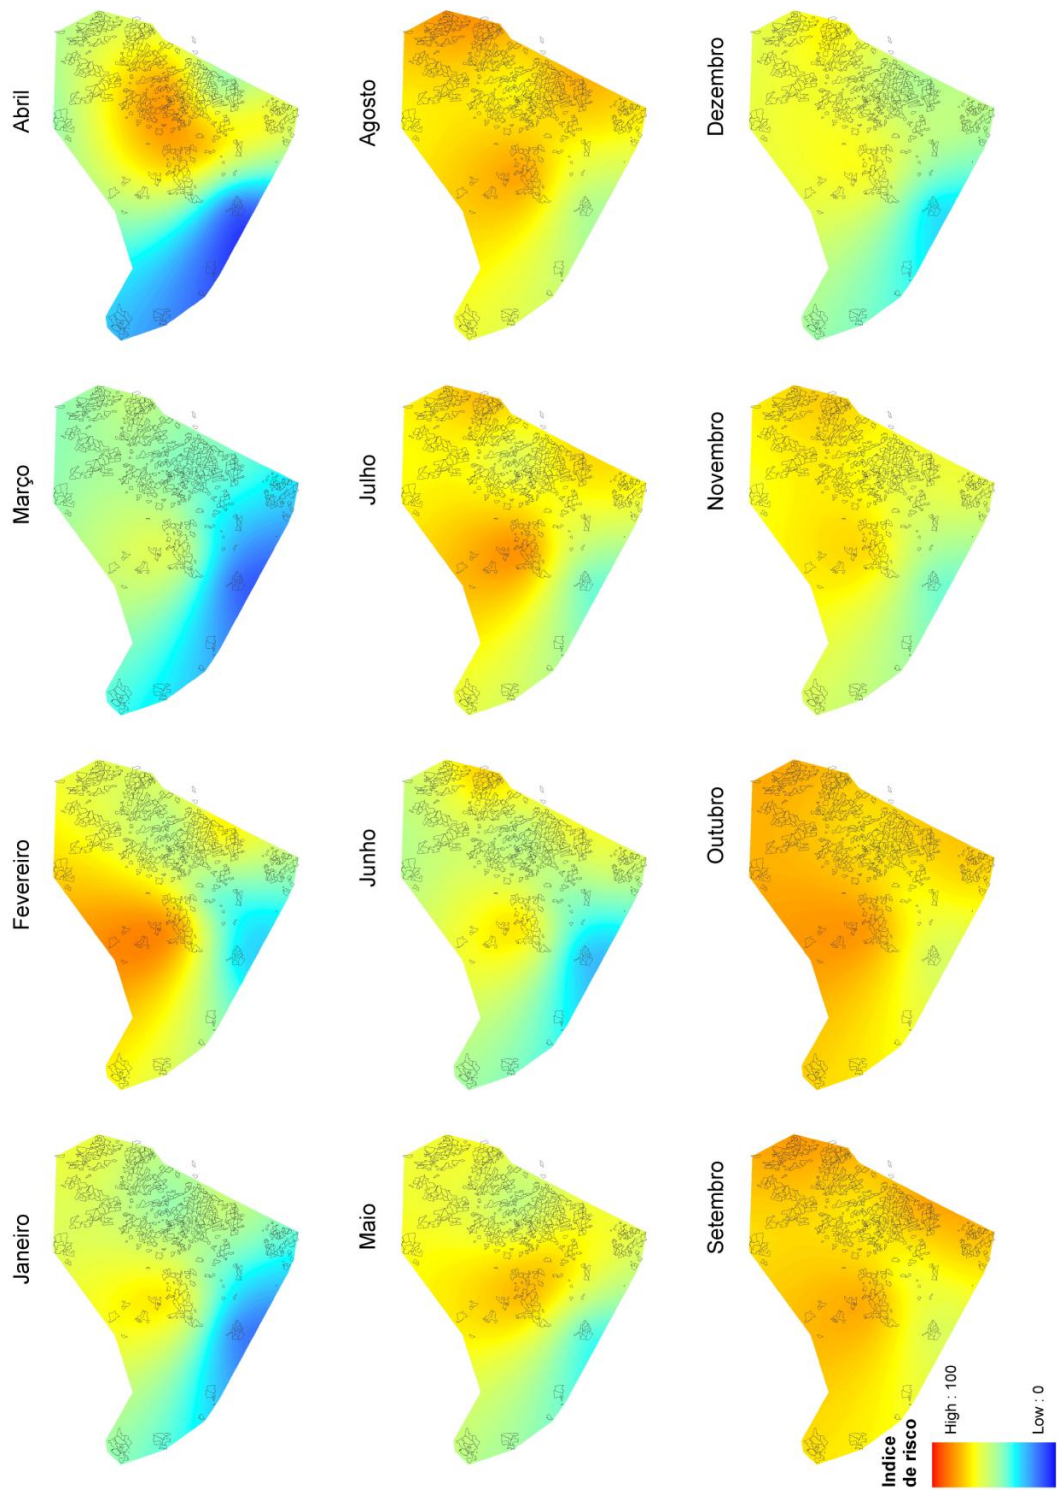 Janeiro
Fevereiro
Março
Abril
Maio
Junho
Julho
Agosto
Setembro
Outubro
Novembro
Dezembro
Indice
de risco
High : 100
Low : 0